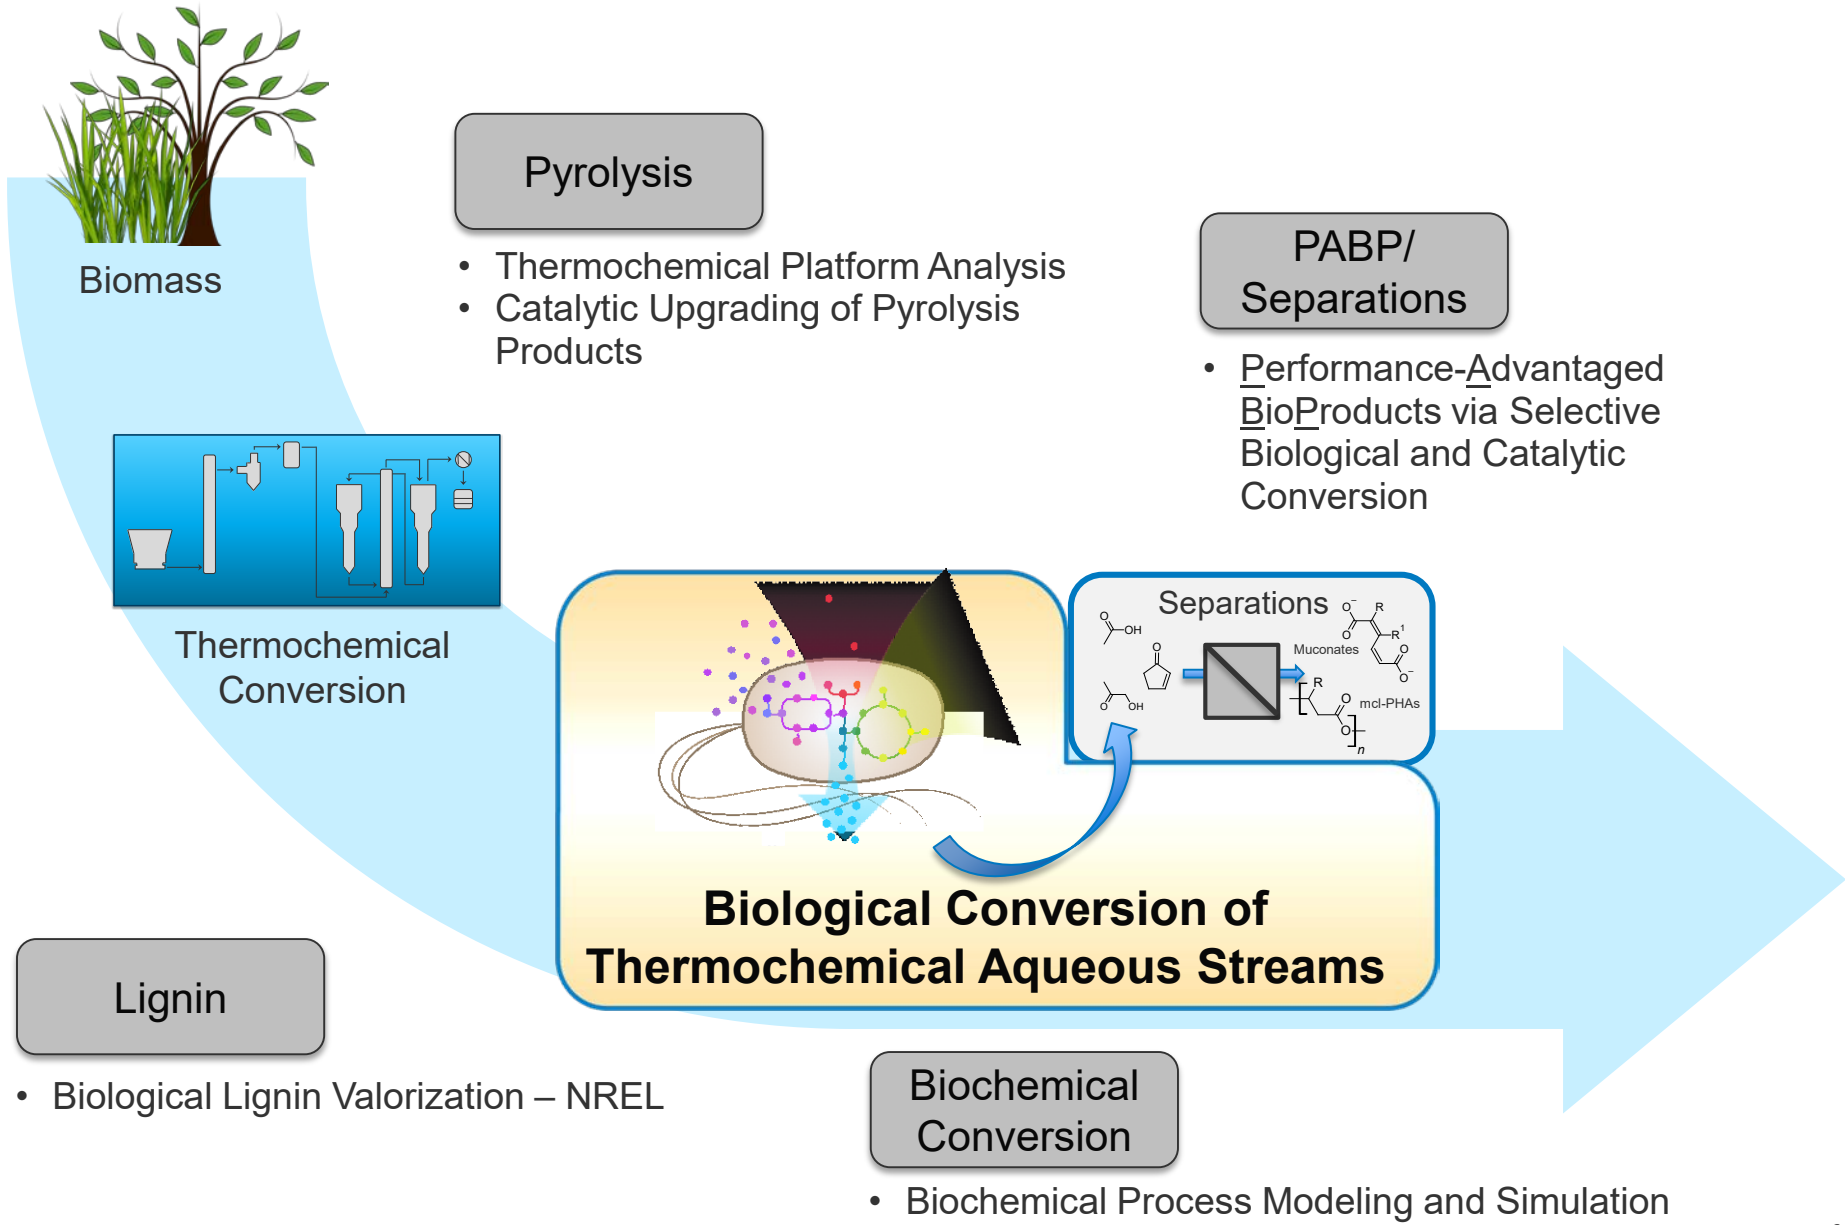 Biomass
Pyrolysis
• Thermochemical Platform Analysis
• Catalytic Upgrading of Pyrolysis
Products
PABP/
Separations
• Performance-Advantaged
BioProducts via Selective
Biological and Catalytic
Conversion
Thermochemical
Conversion
Separations
O
OH
O
O
OH
O⁻
R
O
R¹
Muconates
O
O⁻
R
O
mcl-PHAs
O
n
Biological Conversion of
Thermochemical Aqueous Streams
Lignin
• Biological Lignin Valorization – NREL
Biochemical
Conversion
• Biochemical Process Modeling and Simulation